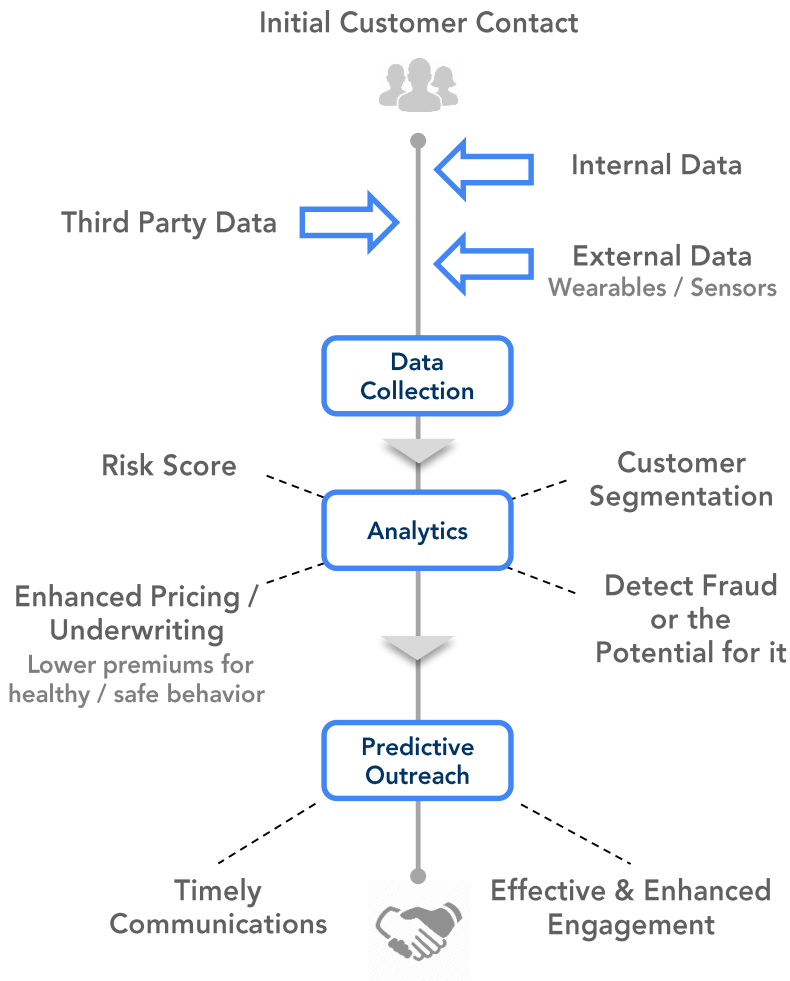 Initial Customer Contact
Internal Data
Third Party Data
External Data
Wearables / Sensors
Data
Collection
Risk Score
Customer
Segmentation
Analytics
Enhanced Pricing /
Underwriting
Lower premiums for
healthy / safe behavior
Detect Fraud
or the
Potential for it
Predictive
Outreach
Timely
Communications
Effective & Enhanced
Engagement